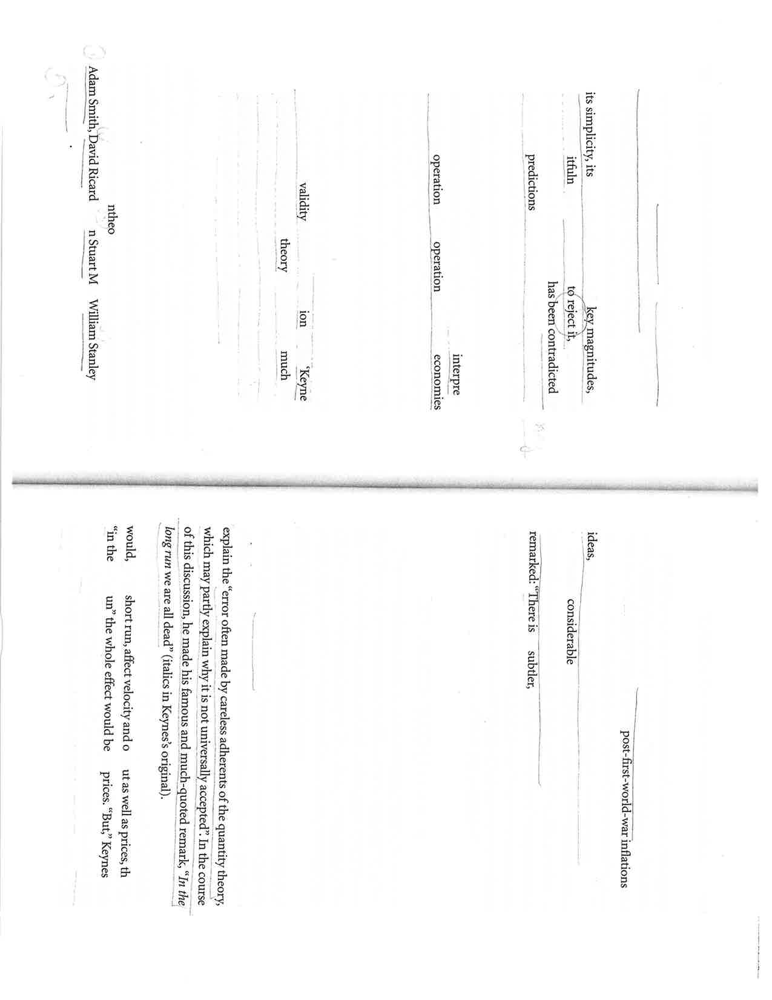 its simplicity, its key magnitudes,
itfuln to reject it,
has been contradicted
predictions
interpre
operation operation economies
validity ion ‘Keyne
theory much
ntheo
Adam Smith, David Ricard n Stuart M William Stanley
post-first-world-war inflations
ideas,
considerable
remarked: “There is subtler,
explain the “error often made by careless adherents of the quantity theory,
which may partly explain why it is not universally accepted”. In the course
of this discussion, he made his famous and much-quoted remark, “In the
long run we are all dead” (italics in Keynes’s original).
would, short run, affect velocity and o ut as well as prices, th
“in the un” the whole effect would be prices. “But,” Keynes